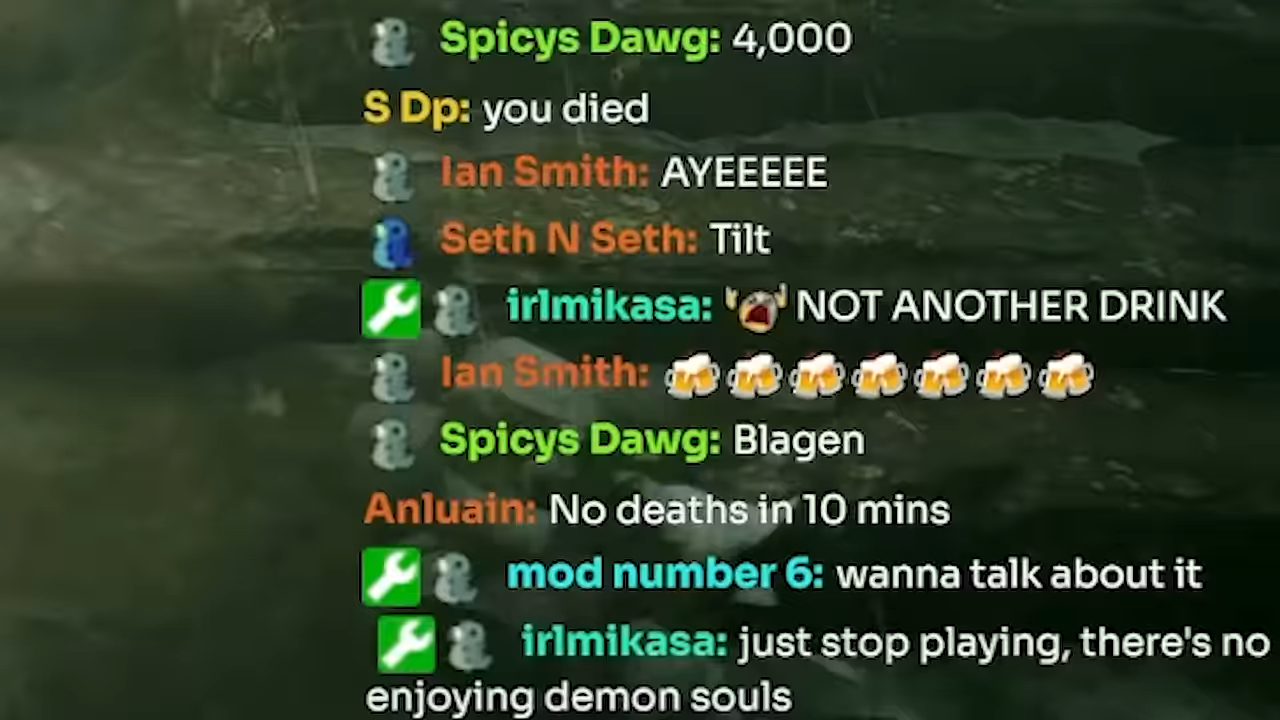 Spicys Dawg: 4,000
S Dp: you died
Ian Smith: AYEEEEE
Seth N Seth: Tilt
irlmikasa: NOT ANOTHER DRINK
Ian Smith: 🍻🍻🍻🍻🍻🍻🍻
Spicys Dawg: Blagen
Anluain: No deaths in 10 mins
mod number 6: wanna talk about it
irlmikasa: just stop playing, there's no
enjoying demon souls